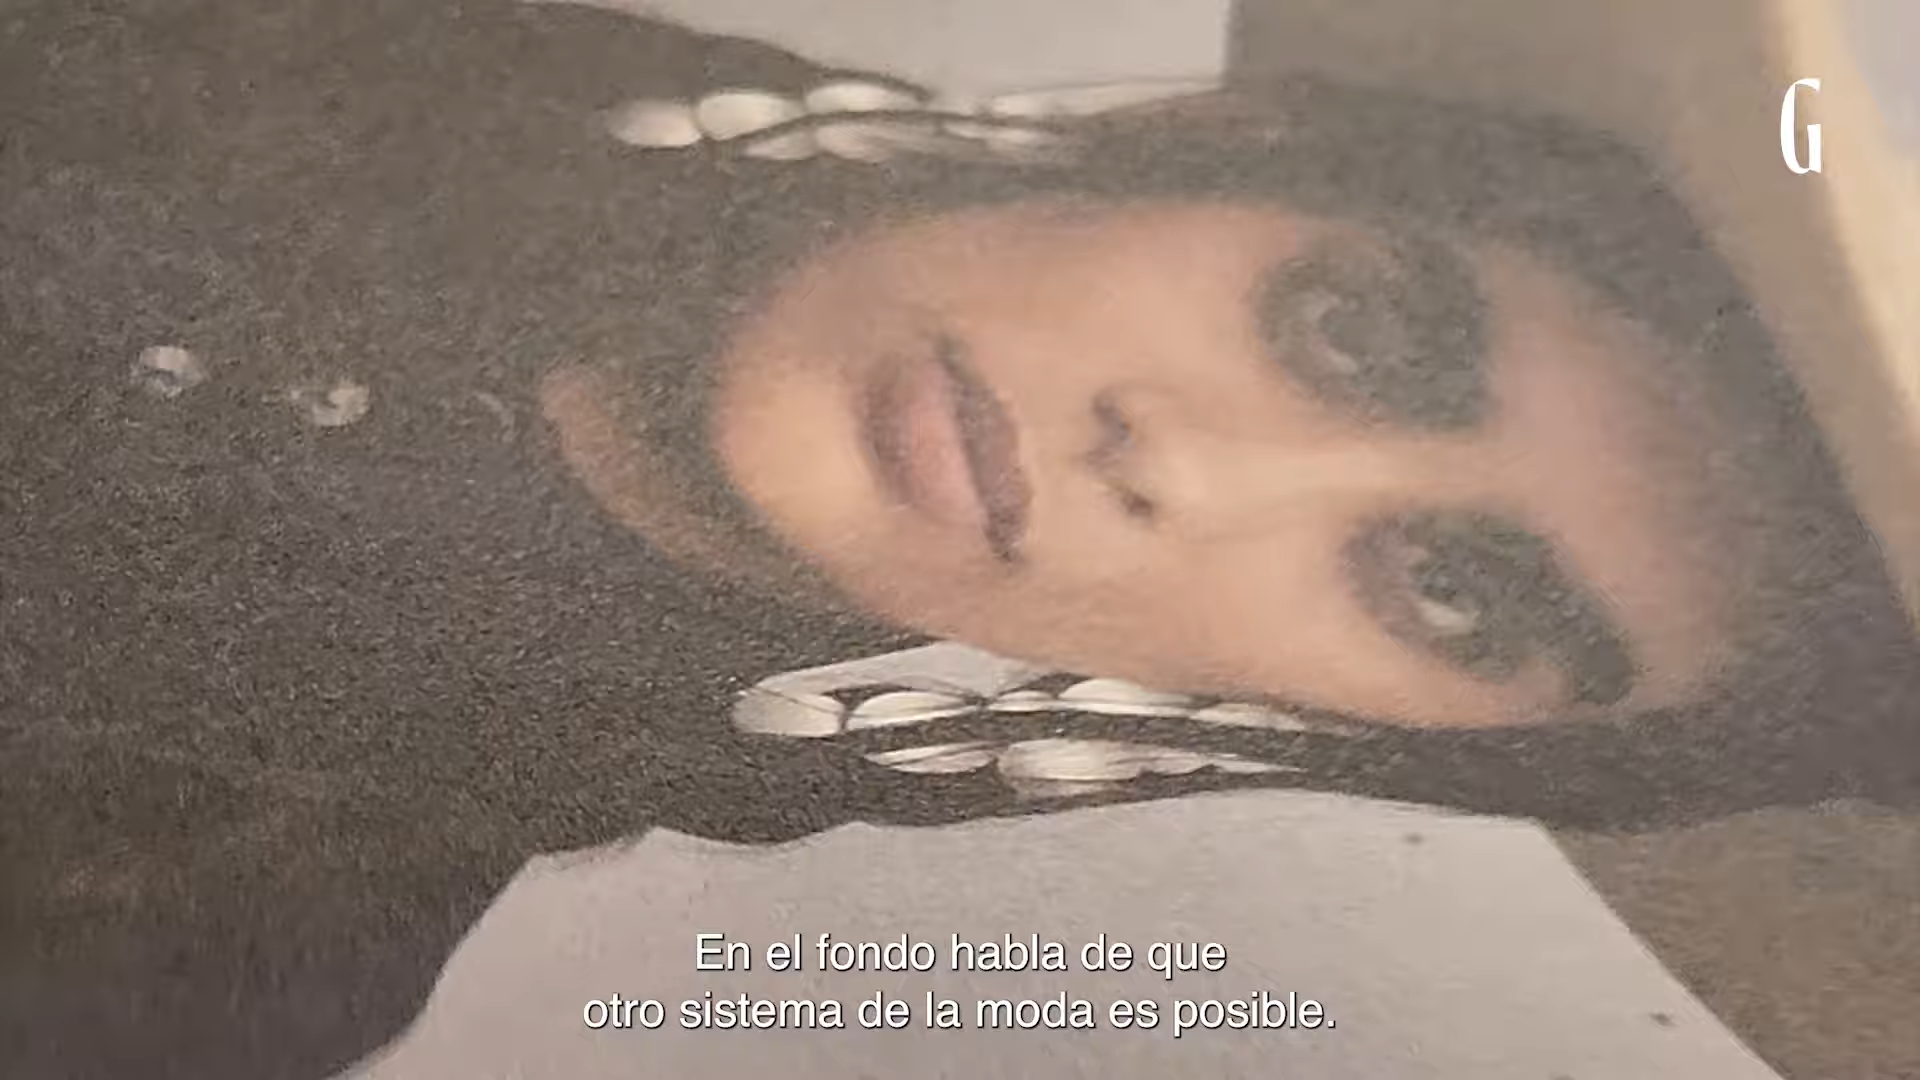 G
En el fondo habla de que
otro sistema de la moda es posible.